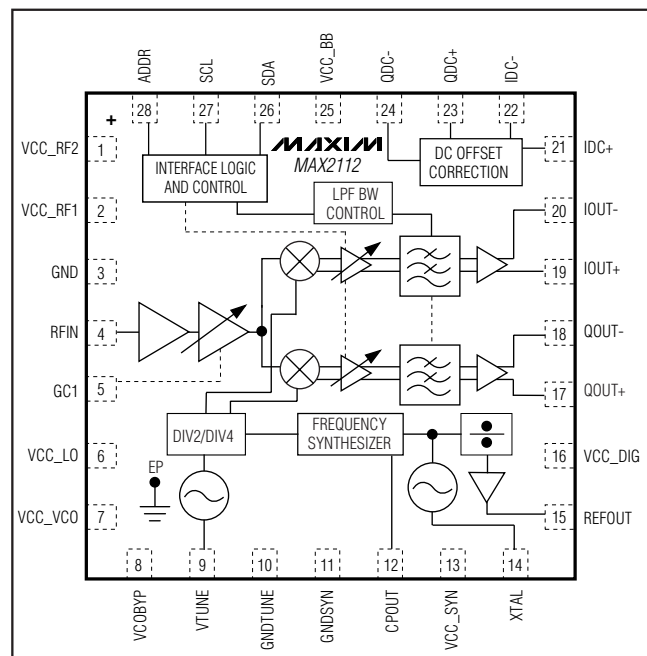 ADDR
SCL
SDA
VCC_BB
QDC-
QDC+
IDC-
28
27
26
25
24
23
22
+
MAXIM
MAX2112
VCC_RF2
1
INTERFACE LOGIC
AND CONTROL
DC OFFSET
CORRECTION
21
IDC+
LPF BW
CONTROL
VCC_RF1
2
20
IOUT-
GND
3
19
IOUT+
RFIN
4
18
QOUT-
GC1
5
17
QOUT+
DIV2/DIV4
FREQUENCY
SYNTHESIZER
VCC_LO
6
16
VCC_DIG
EP
VCC_VCO
7
15
REFOUT
8
9
10
11
12
13
14
VCOBYP
VTUNE
GNDTUNE
GNDSYN
CPOUT
VCC_SYN
XTAL